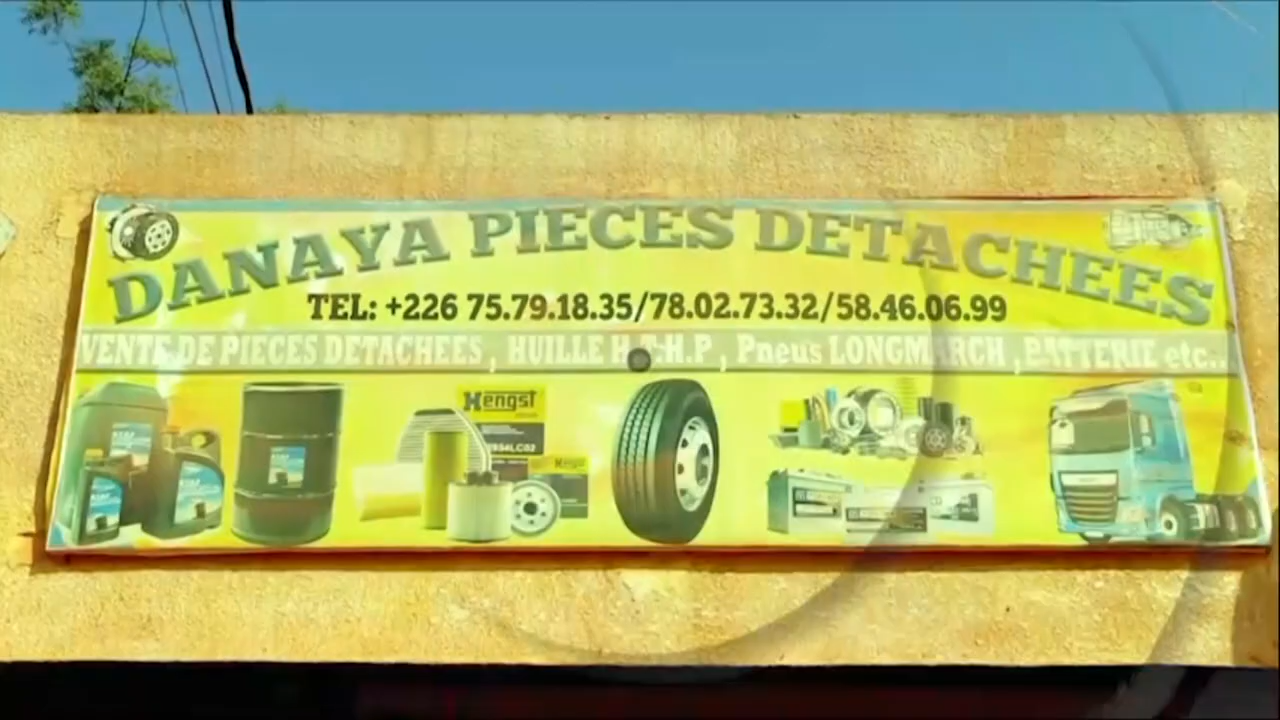 DANAYA PIECES DETACHEES
TEL: +226 75.79.18.35/78.02.73.32/58.46.06.99
VENTE DE PIECES DETACHEES , HUILLE H.T.H.P , Pneus LONGMARCH , BATTERIE etc..
Hengst